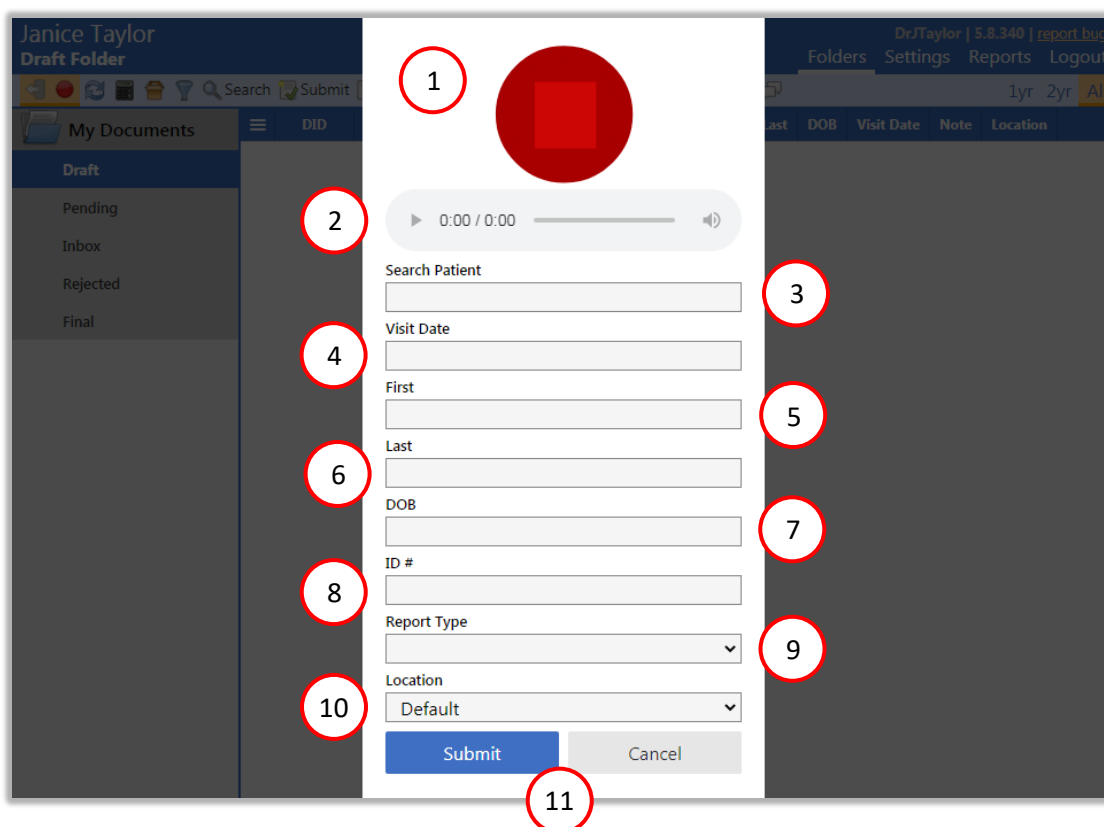 Janice Taylor
DrJTaylor | 5.8.340 | report bug
Draft Folder
Folders Settings Reports Logout
Search Submit
1yr 2yr All
My Documents
DID
Last DOB Visit Date Note Location
Draft
Pending
Inbox
Rejected
Final
1
2
0:00 / 0:00
Search Patient
3
Visit Date
4
First
5
Last
6
DOB
7
ID #
8
Report Type
9
Location
10
Default
Submit Cancel
11